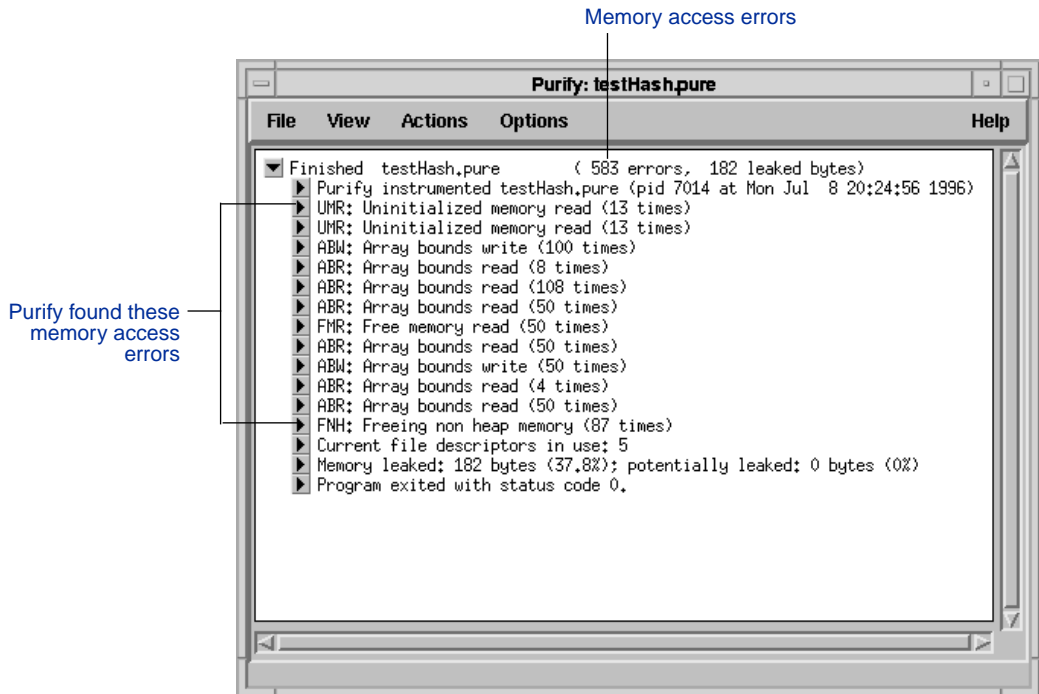 Memory access errors
Purify: testHash.pure
File View Actions Options Help
Finished testHash.pure ( 583 errors, 182 leaked bytes)
Purify instrumented testHash.pure (pid 7014 at Mon Jul 8 20:24:56 1996)
UMR: Uninitialized memory read (13 times)
UMR: Uninitialized memory read (13 times)
ABW: Array bounds write (100 times)
ABR: Array bounds read (8 times)
ABR: Array bounds read (108 times)
ABR: Array bounds read (50 times)
FMR: Free memory read (50 times)
ABR: Array bounds read (50 times)
ABW: Array bounds write (50 times)
ABR: Array bounds read (4 times)
ABR: Array bounds read (50 times)
FNH: Freeing non heap memory (87 times)
Current file descriptors in use: 5
Memory leaked: 182 bytes (37.8%); potentially leaked: 0 bytes (0%)
Program exited with status code 0.
Purify found these
memory access
errors